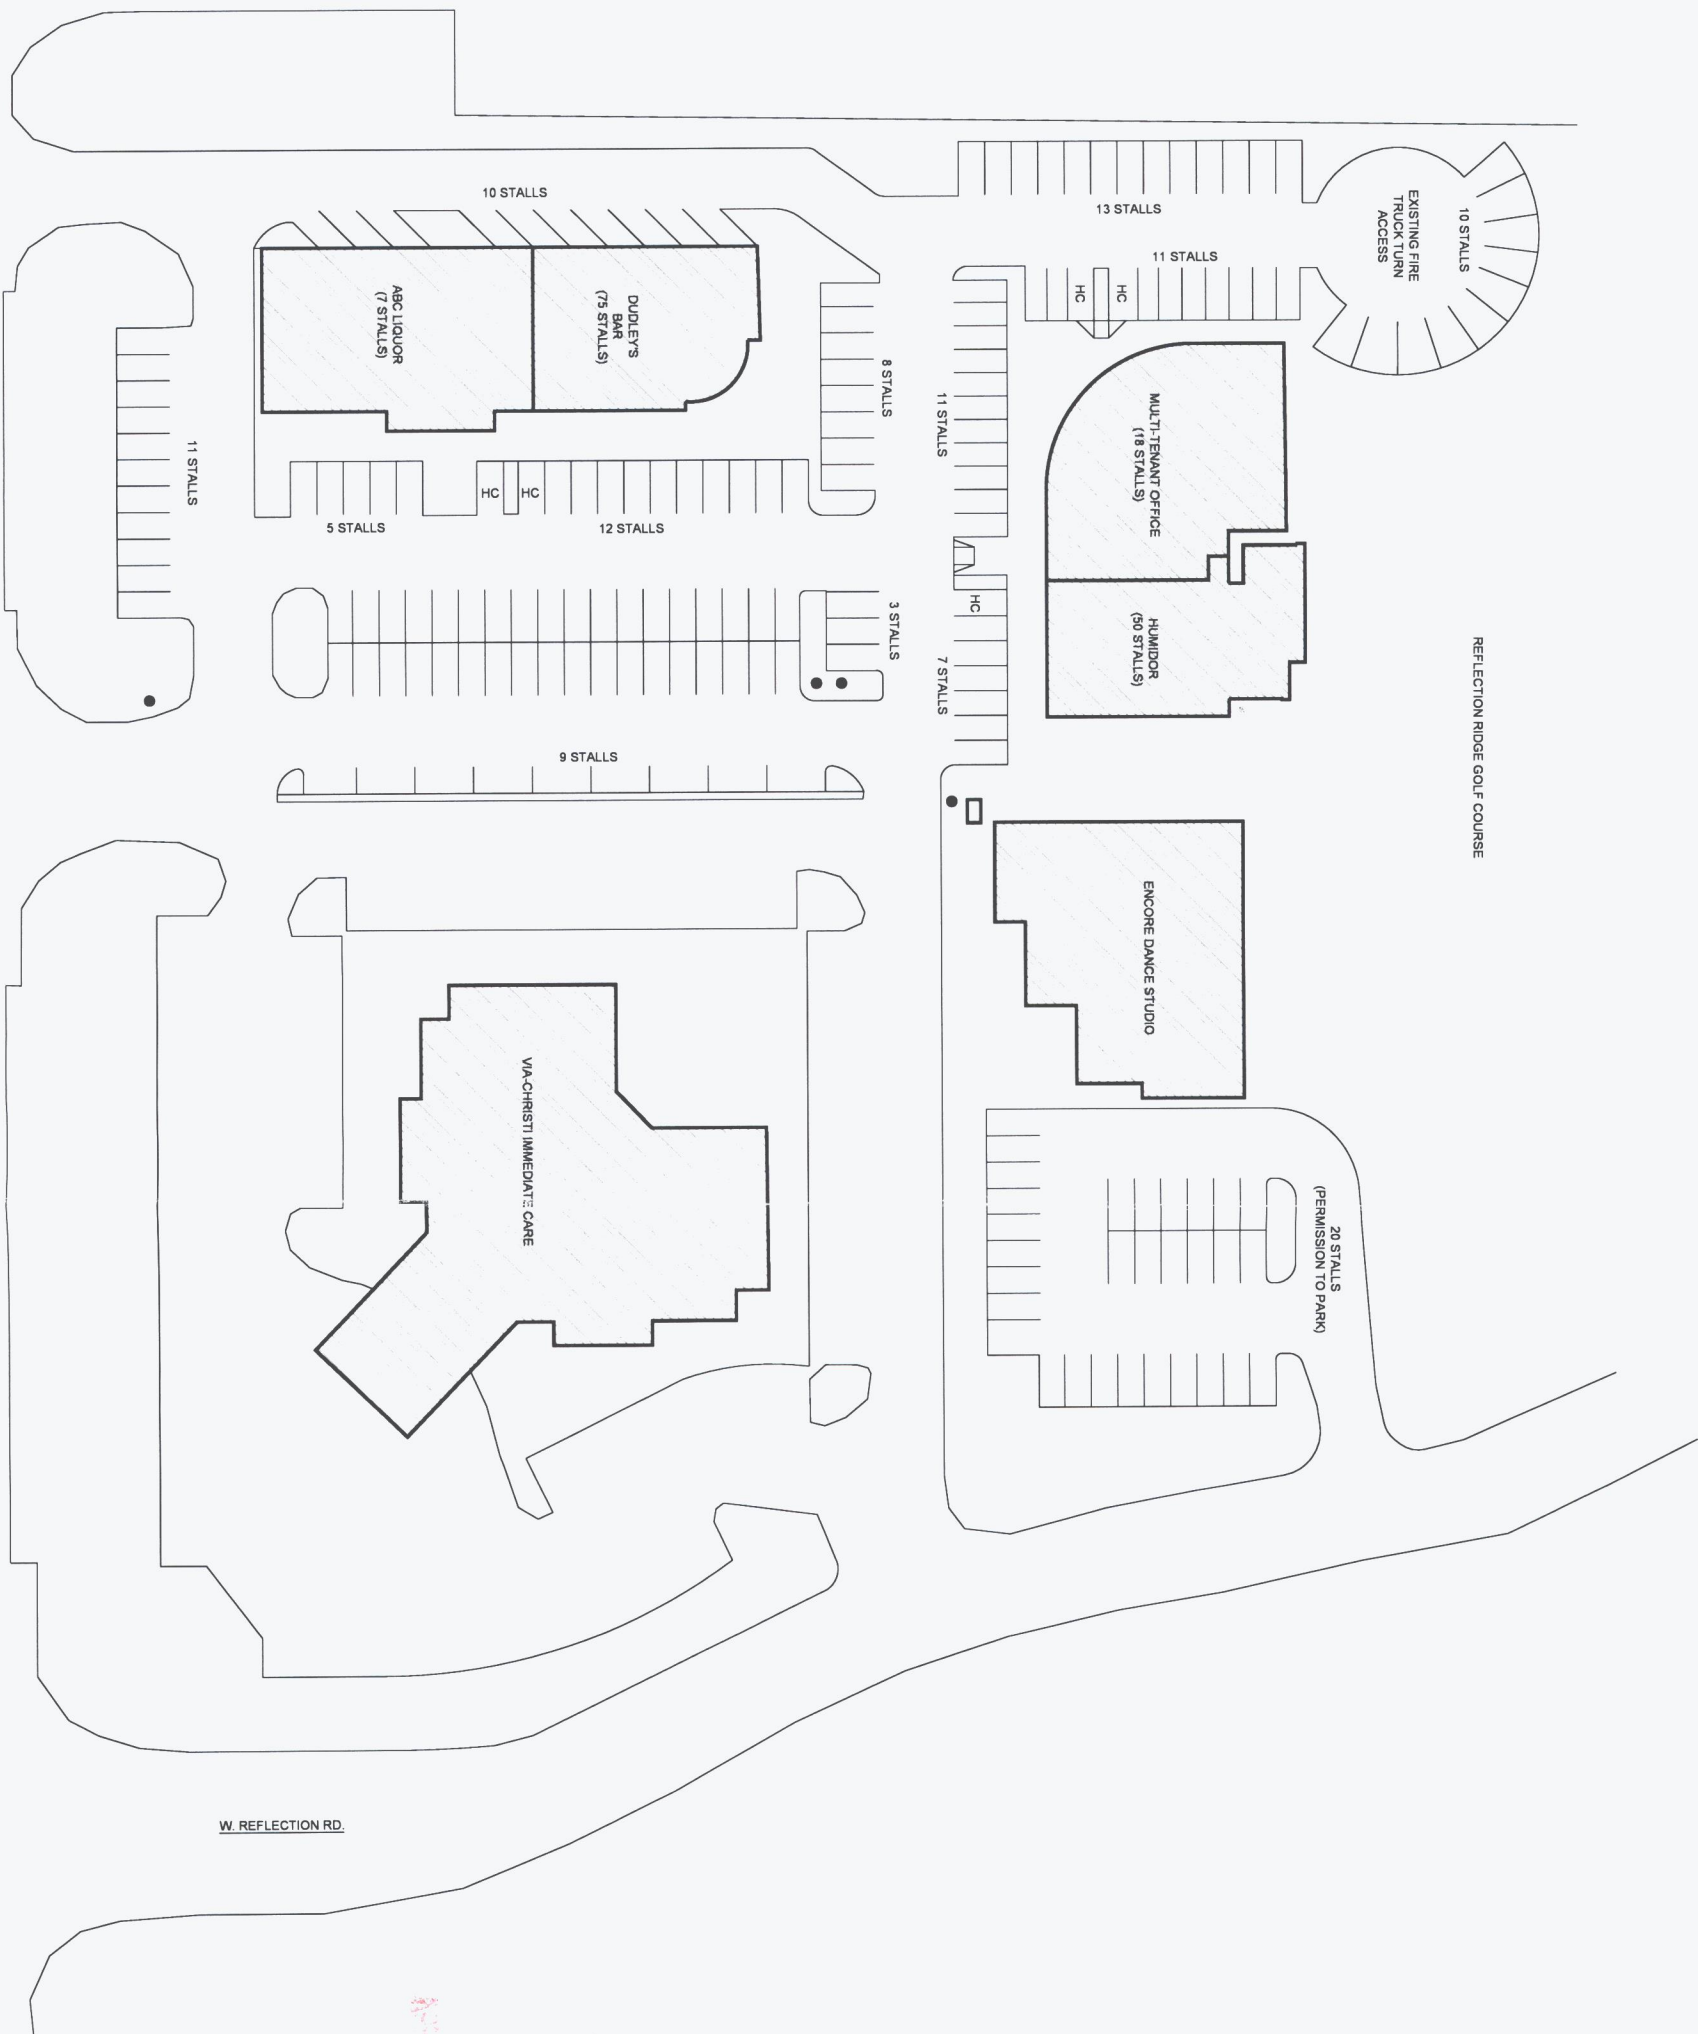 10 STALLS
13 STALLS
EXISTING FIRE
TRUCK TURN
ACCESS
10 STALLS
11 STALLS
HC
HC
ABC LIQUOR
(7 STALLS)
DUDLEY'S
BAR
(75 STALLS)
8 STALLS
11 STALLS
MULTI-TENANT OFFICE
(18 STALLS)
11 STALLS
HC
HC
5 STALLS
12 STALLS
HC
3 STALLS
7 STALLS
HUMIDOR
(50 STALLS)
REFLECTION RIDGE GOLF COURSE
9 STALLS
ENCORE DANCE STUDIO
VIA-CHRISTI IMMEDIATE CARE
20 STALLS
(PERMISSION TO PARK)
W. REFLECTION RD.